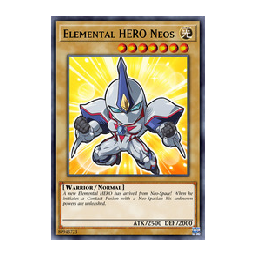 Elemental HERO Neos
[Warrior / Normal]
A new Elemental HERO has arrived from Neo-Space! When he
initiates a Contact Fusion with a Neo-Spacian his unknown
powers are unleashed.
ATK/2500 DEF/2000